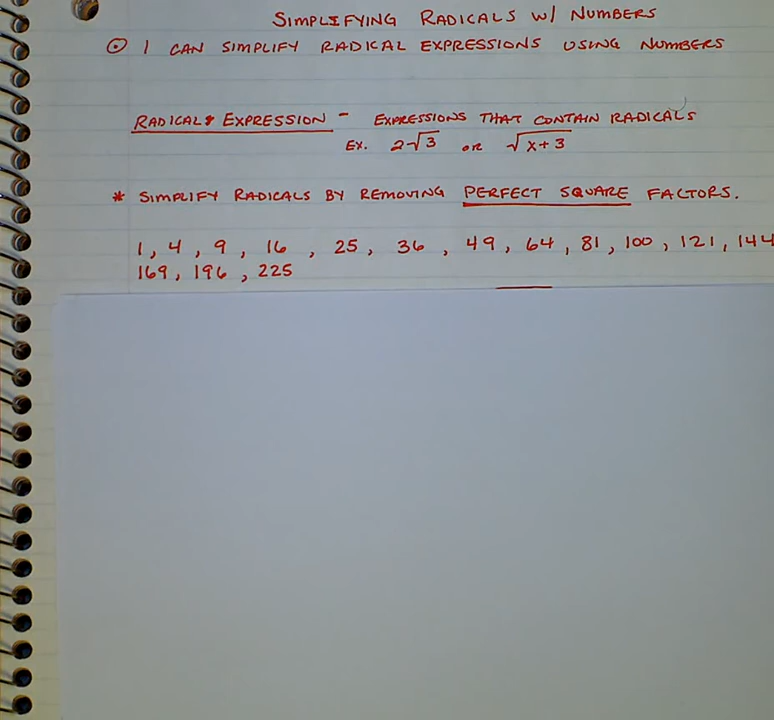 SIMPLIFYING RADICALS W/ NUMBERS
⊙ I CAN SIMPLIFY RADICAL EXPRESSIONS USING NUMBERS
RADICAL EXPRESSION - EXPRESSIONS THAT CONTAIN RADICALS
EX. 2√3 OR √x+3
* SIMPLIFY RADICALS BY REMOVING PERFECT SQUARE FACTORS.
1, 4, 9, 16, 25, 36, 49, 64, 81, 100, 121, 144
169, 196, 225